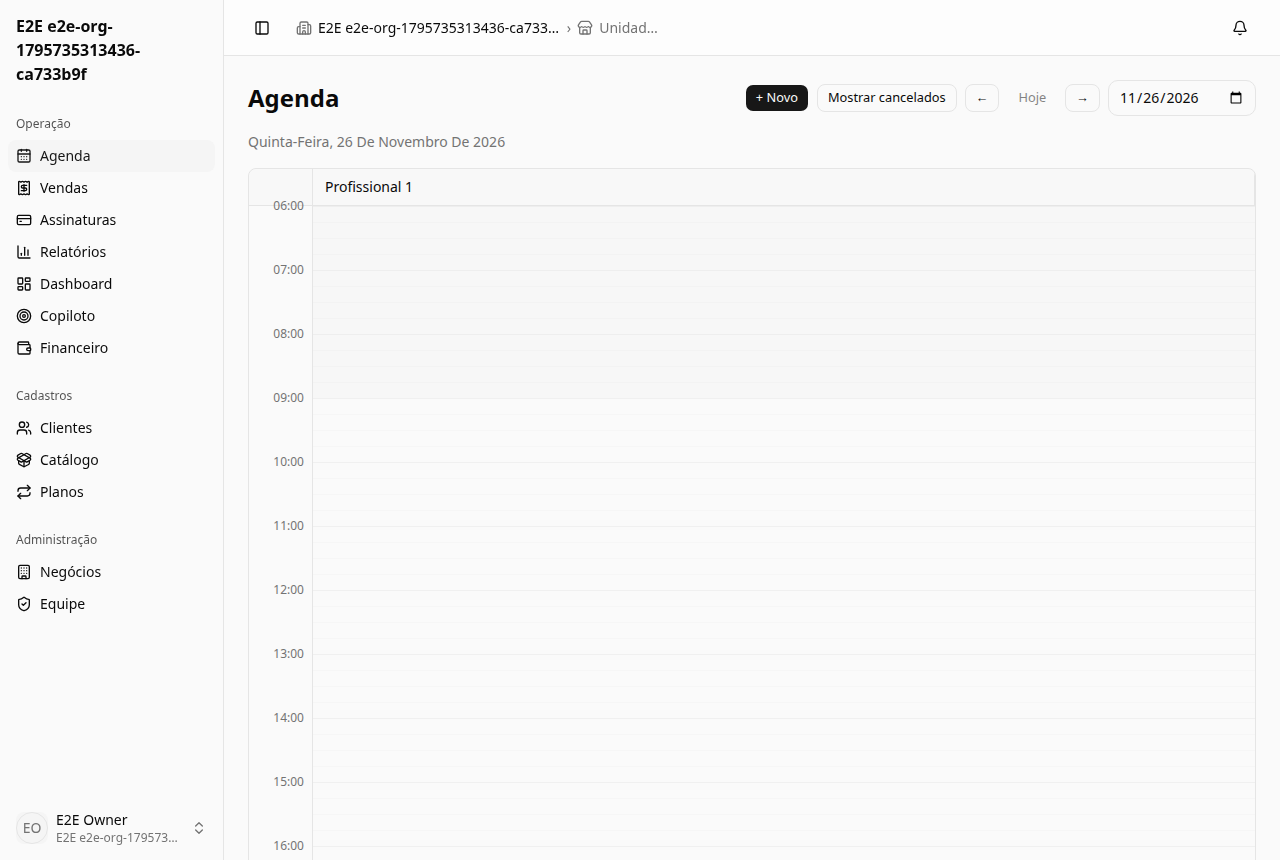 E2E e2e-org-
1795735313436-
ca733b9f
Operação
Agenda
Vendas
Assinaturas
Relatórios
Dashboard
Copiloto
Financeiro
Cadastros
Clientes
Catálogo
Planos
Administração
Negócios
Equipe
EO
E2E Owner
E2E e2e-org-179573...
E2E e2e-org-1795735313436-ca733... › Unidad...
Agenda
+ Novo
Mostrar cancelados
←
Hoje
→
11/26/2026
Quinta-Feira, 26 De Novembro De 2026
Profissional 1
06:00
07:00
08:00
09:00
10:00
11:00
12:00
13:00
14:00
15:00
16:00